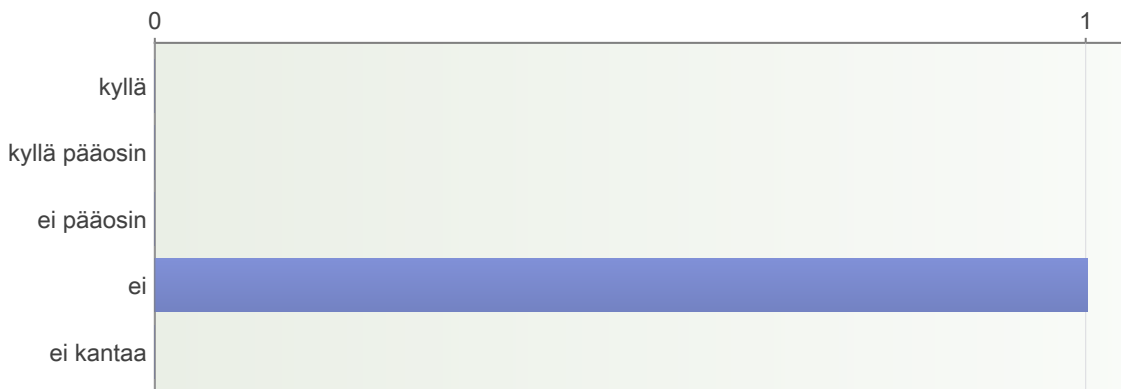 0 1
kyllä
kyllä pääosin
ei pääosin
ei
ei kantaa